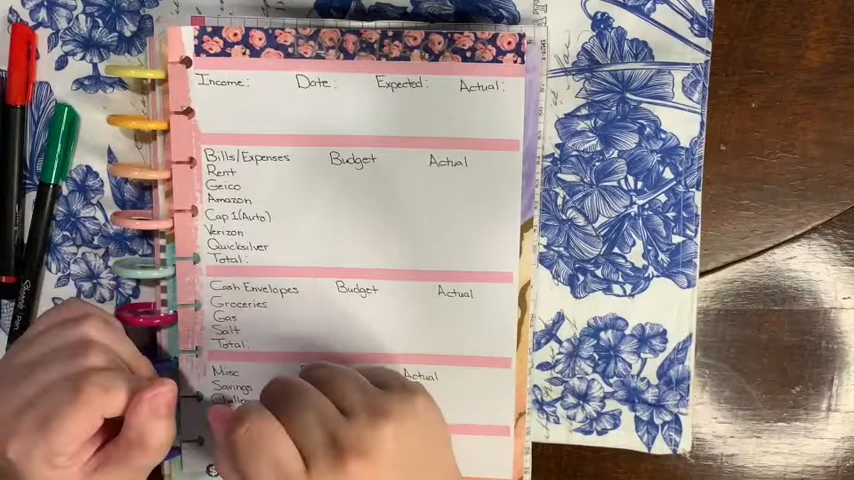 Income: Date: Expected: Actual:
Bills/Expenses Budget Actual
Rent
Geico
Amazon
Cap 1 (Auto)
Verizon
Quicksilver
Total:
Cash Envelopes Budget Actual
Groceries
Gas
Salt
Total:
Misc Actual
Savings
$